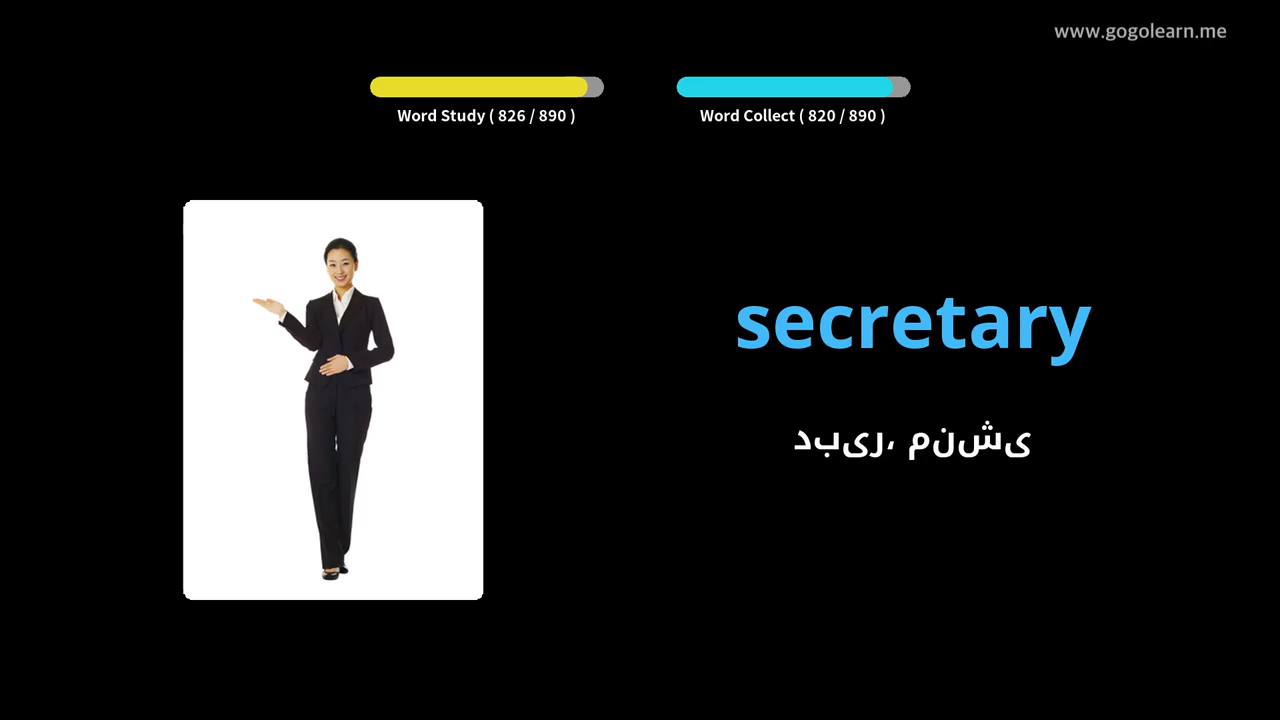 www.gogolearn.me
Word Study ( 826 / 890 )
Word Collect ( 820 / 890 )
secretary
دبیر، منشی